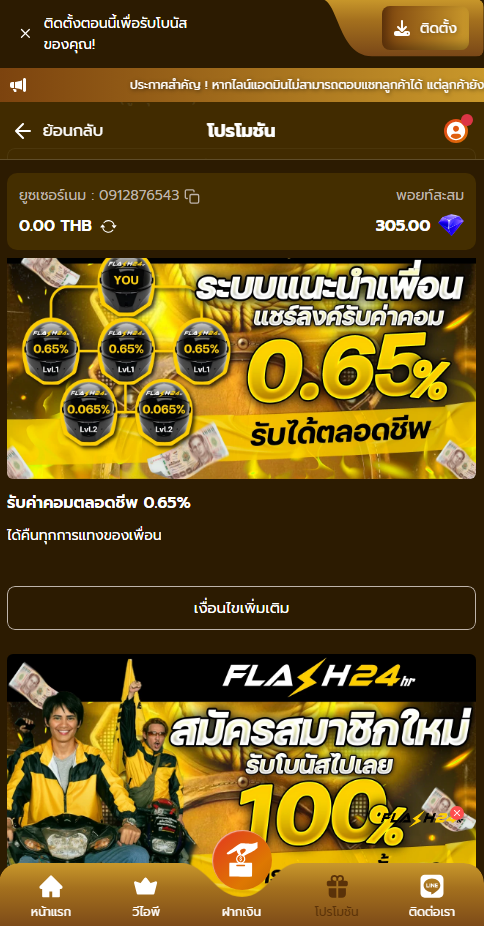 ติดตั้งตอนนี้เพื่อรับโบนัส
ของคุณ!
ติดตั้ง
ประกาศสำคัญ ! หากไลน์แอดมินไม่สามารถตอบแชทลูกค้าได้ แต่ลูกค้ายัง
ย้อนกลับ
โปรโมชัน
ยูซเซอร์เนม : 0912876543
พอยท์สะสม
0.00 THB
305.00
FLASH24hr
YOU
ระบบแนะนำเพื่อน
แชร์ลิงค์รับค่าคอม
FLASH24hr FLASH24hr FLASH24hr
0.65% 0.65% 0.65%
Lvl.1 Lvl.1 Lvl.1
0.65%
FLASH24hr FLASH24hr
0.065% 0.065%
Lvl.2 Lvl.2
รับได้ตลอดชีพ
รับค่าคอมตลอดชีพ 0.65%
ได้คืนทุกการแทงของเพื่อน
เงื่อนไขเพิ่มเติม
FLASH24hr
สมัครสมาชิกใหม่
รับโบนัสไปเลย
100%
FLASH24hr
หน้าแรก
วีไอพี
ฝากเงิน
โปรโมชัน
LINE
ติดต่อเรา